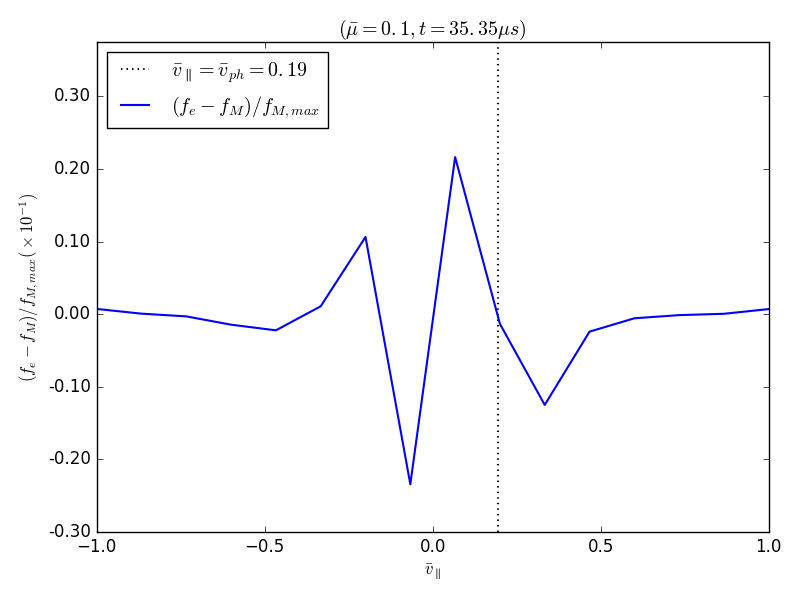 (μ̄ = 0.1, t = 35.35μs)
v̄∥ = v̄ph = 0.19
(fe − fM)/fM,max
(fe − fM)/fM,max(×10⁻¹)
0.30
0.20
0.10
0.00
-0.10
-0.20
-0.30
−1.0 −0.5 0.0 0.5 1.0
v̄∥